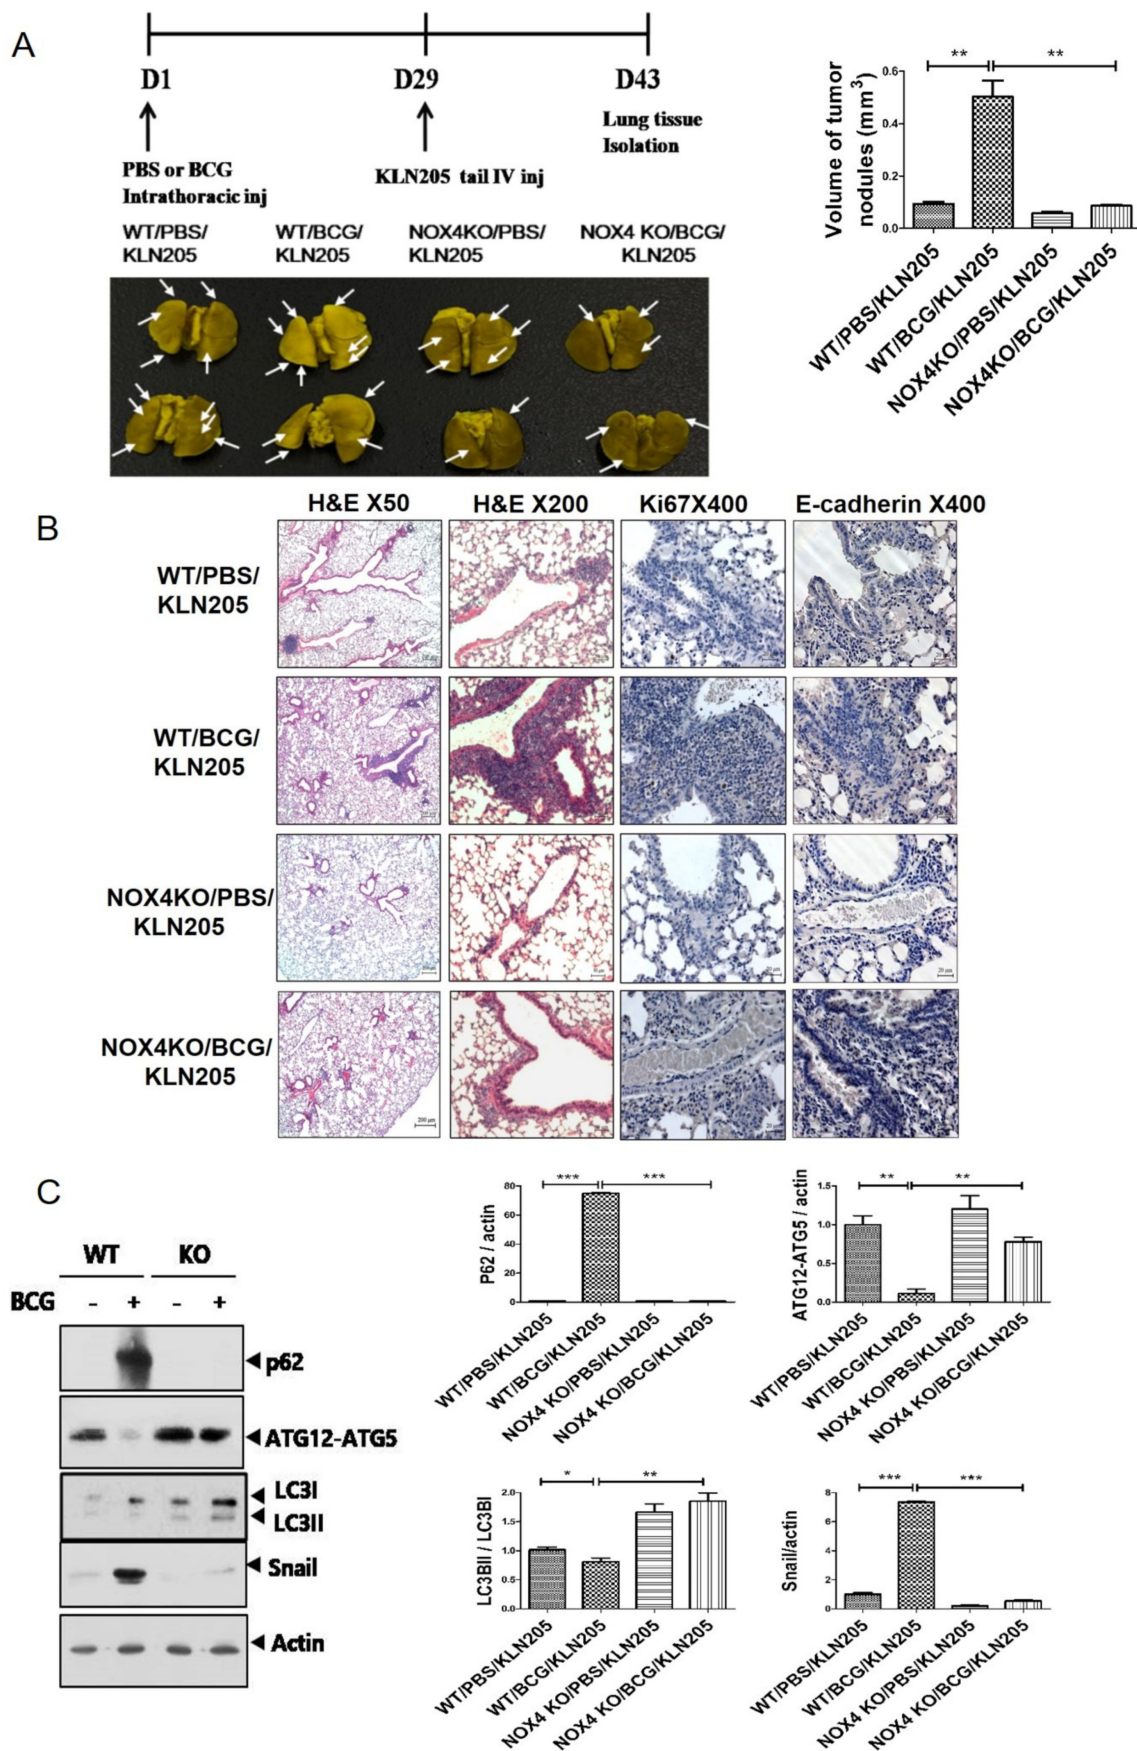 A
D1
D29
D43
PBS or BCG
Intrathoracic inj
KLN205 tail IV inj
Lung tissue
Isolation
WT/PBS/
KLN205
WT/BCG/
KLN205
NOX4KO/PBS/
KLN205
NOX4 KO/BCG/
KLN205
**
**
Volume of tumor
nodules (mm3)
0.6
0.4
0.2
0.0
WT/PBS/KLN205
WT/BCG/KLN205
NOX4KO/PBS/KLN205
NOX4KO/BCG/KLN205
B
H&E X50
H&E X200
Ki67X400
E-cadherin X400
WT/PBS/
KLN205
WT/BCG/
KLN205
NOX4KO/PBS/
KLN205
20 µm
20 µm
NOX4KO/BCG/
KLN205
200 µm
C
WT
KO
BCG
-
+
-
+
p62
ATG12-ATG5
LC3I
LC3II
Snail
Actin
***
***
P62 / actin
80
60
40
20
0
WT/PBS/KLN205
WT/BCG/KLN205
NOX4 KO/PBS/KLN205
NOX4 KO/BCG/KLN205
**
**
ATG12-ATG5 / actin
1.5
1.0
0.5
0.0
WT/PBS/KLN205
WT/BCG/KLN205
NOX4 KO/PBS/KLN205
NOX4 KO/BCG/KLN205
*
**
LC3BII / LC3BI
2.0
1.5
1.0
0.5
0.0
WT/PBS/KLN205
WT/BCG/KLN205
NOX4 KO/PBS/KLN205
NOX4 KO/BCG/KLN205
***
***
Snail/actin
8
6
4
2
0
WT/PBS/KLN205
WT/BCG/KLN205
NOX4 KO/PBS/KLN205
NOX4 KO/BCG/KLN205